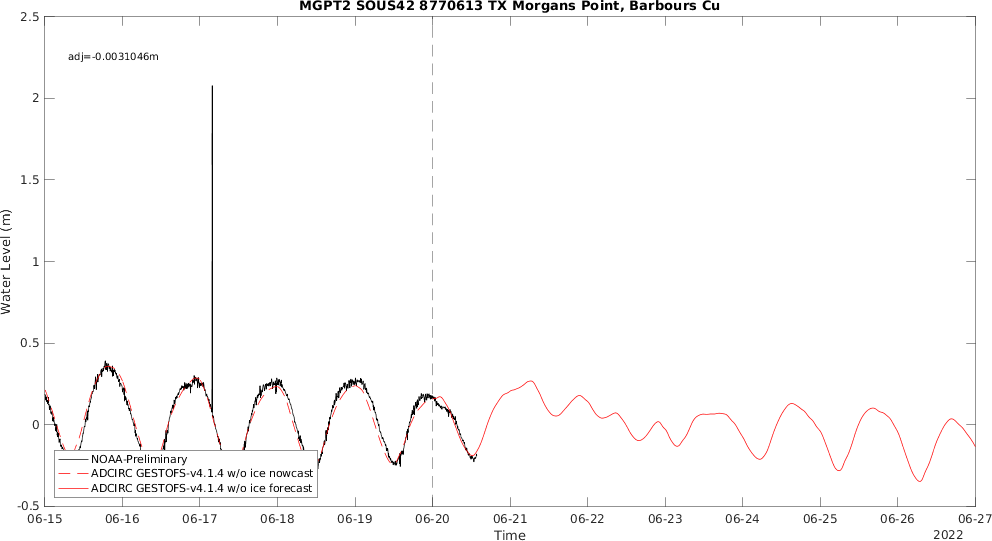 MGPT2 SOUS42 8770613 TX Morgans Point, Barbours Cu
adj=-0.0031046m
2.5
2
1.5
1
0.5
0
-0.5
Water Level (m)
NOAA-Preliminary
ADCIRC GESTOFS-v4.1.4 w/o ice nowcast
ADCIRC GESTOFS-v4.1.4 w/o ice forecast
06-15 06-16 06-17 06-18 06-19 06-20 06-21 06-22 06-23 06-24 06-25 06-26 06-27
Time
2022